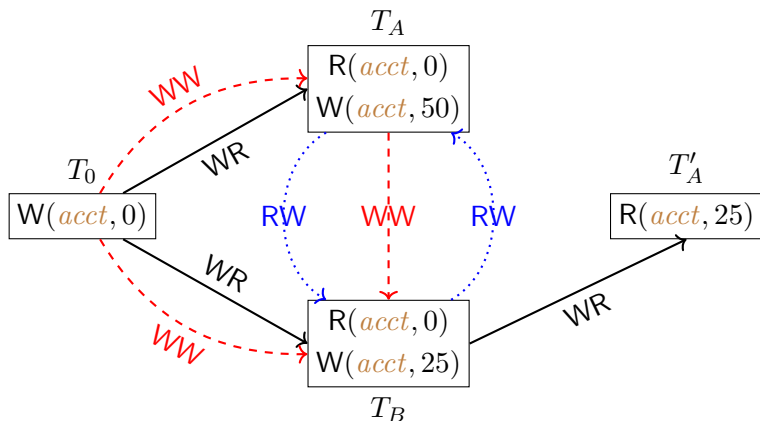 T_A
R(acct, 0)
W(acct, 50)
WW
WR
T_0
W(acct, 0)
RW
WW
RW
T'_A
R(acct, 25)
WR
WW
R(acct, 0)
W(acct, 25)
T_B
WR